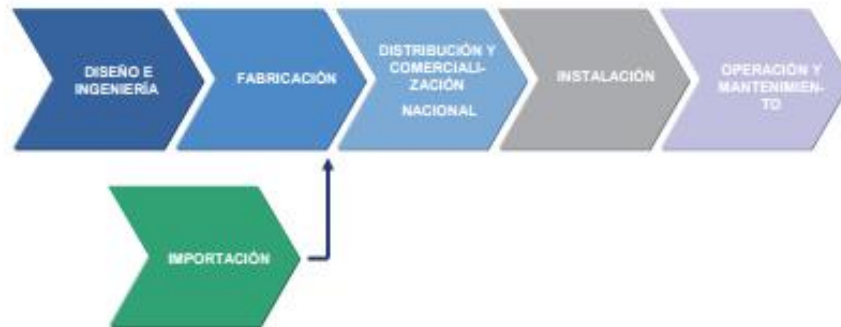 DISEÑO E
INGENIERÍA
FABRICACIÓN
DISTRIBUCIÓN Y
COMERCIALI-
ZACIÓN
NACIONAL
INSTALACIÓN
OPERACIÓN Y
MANTENIMIEN-
TO
IMPORTACIÓN